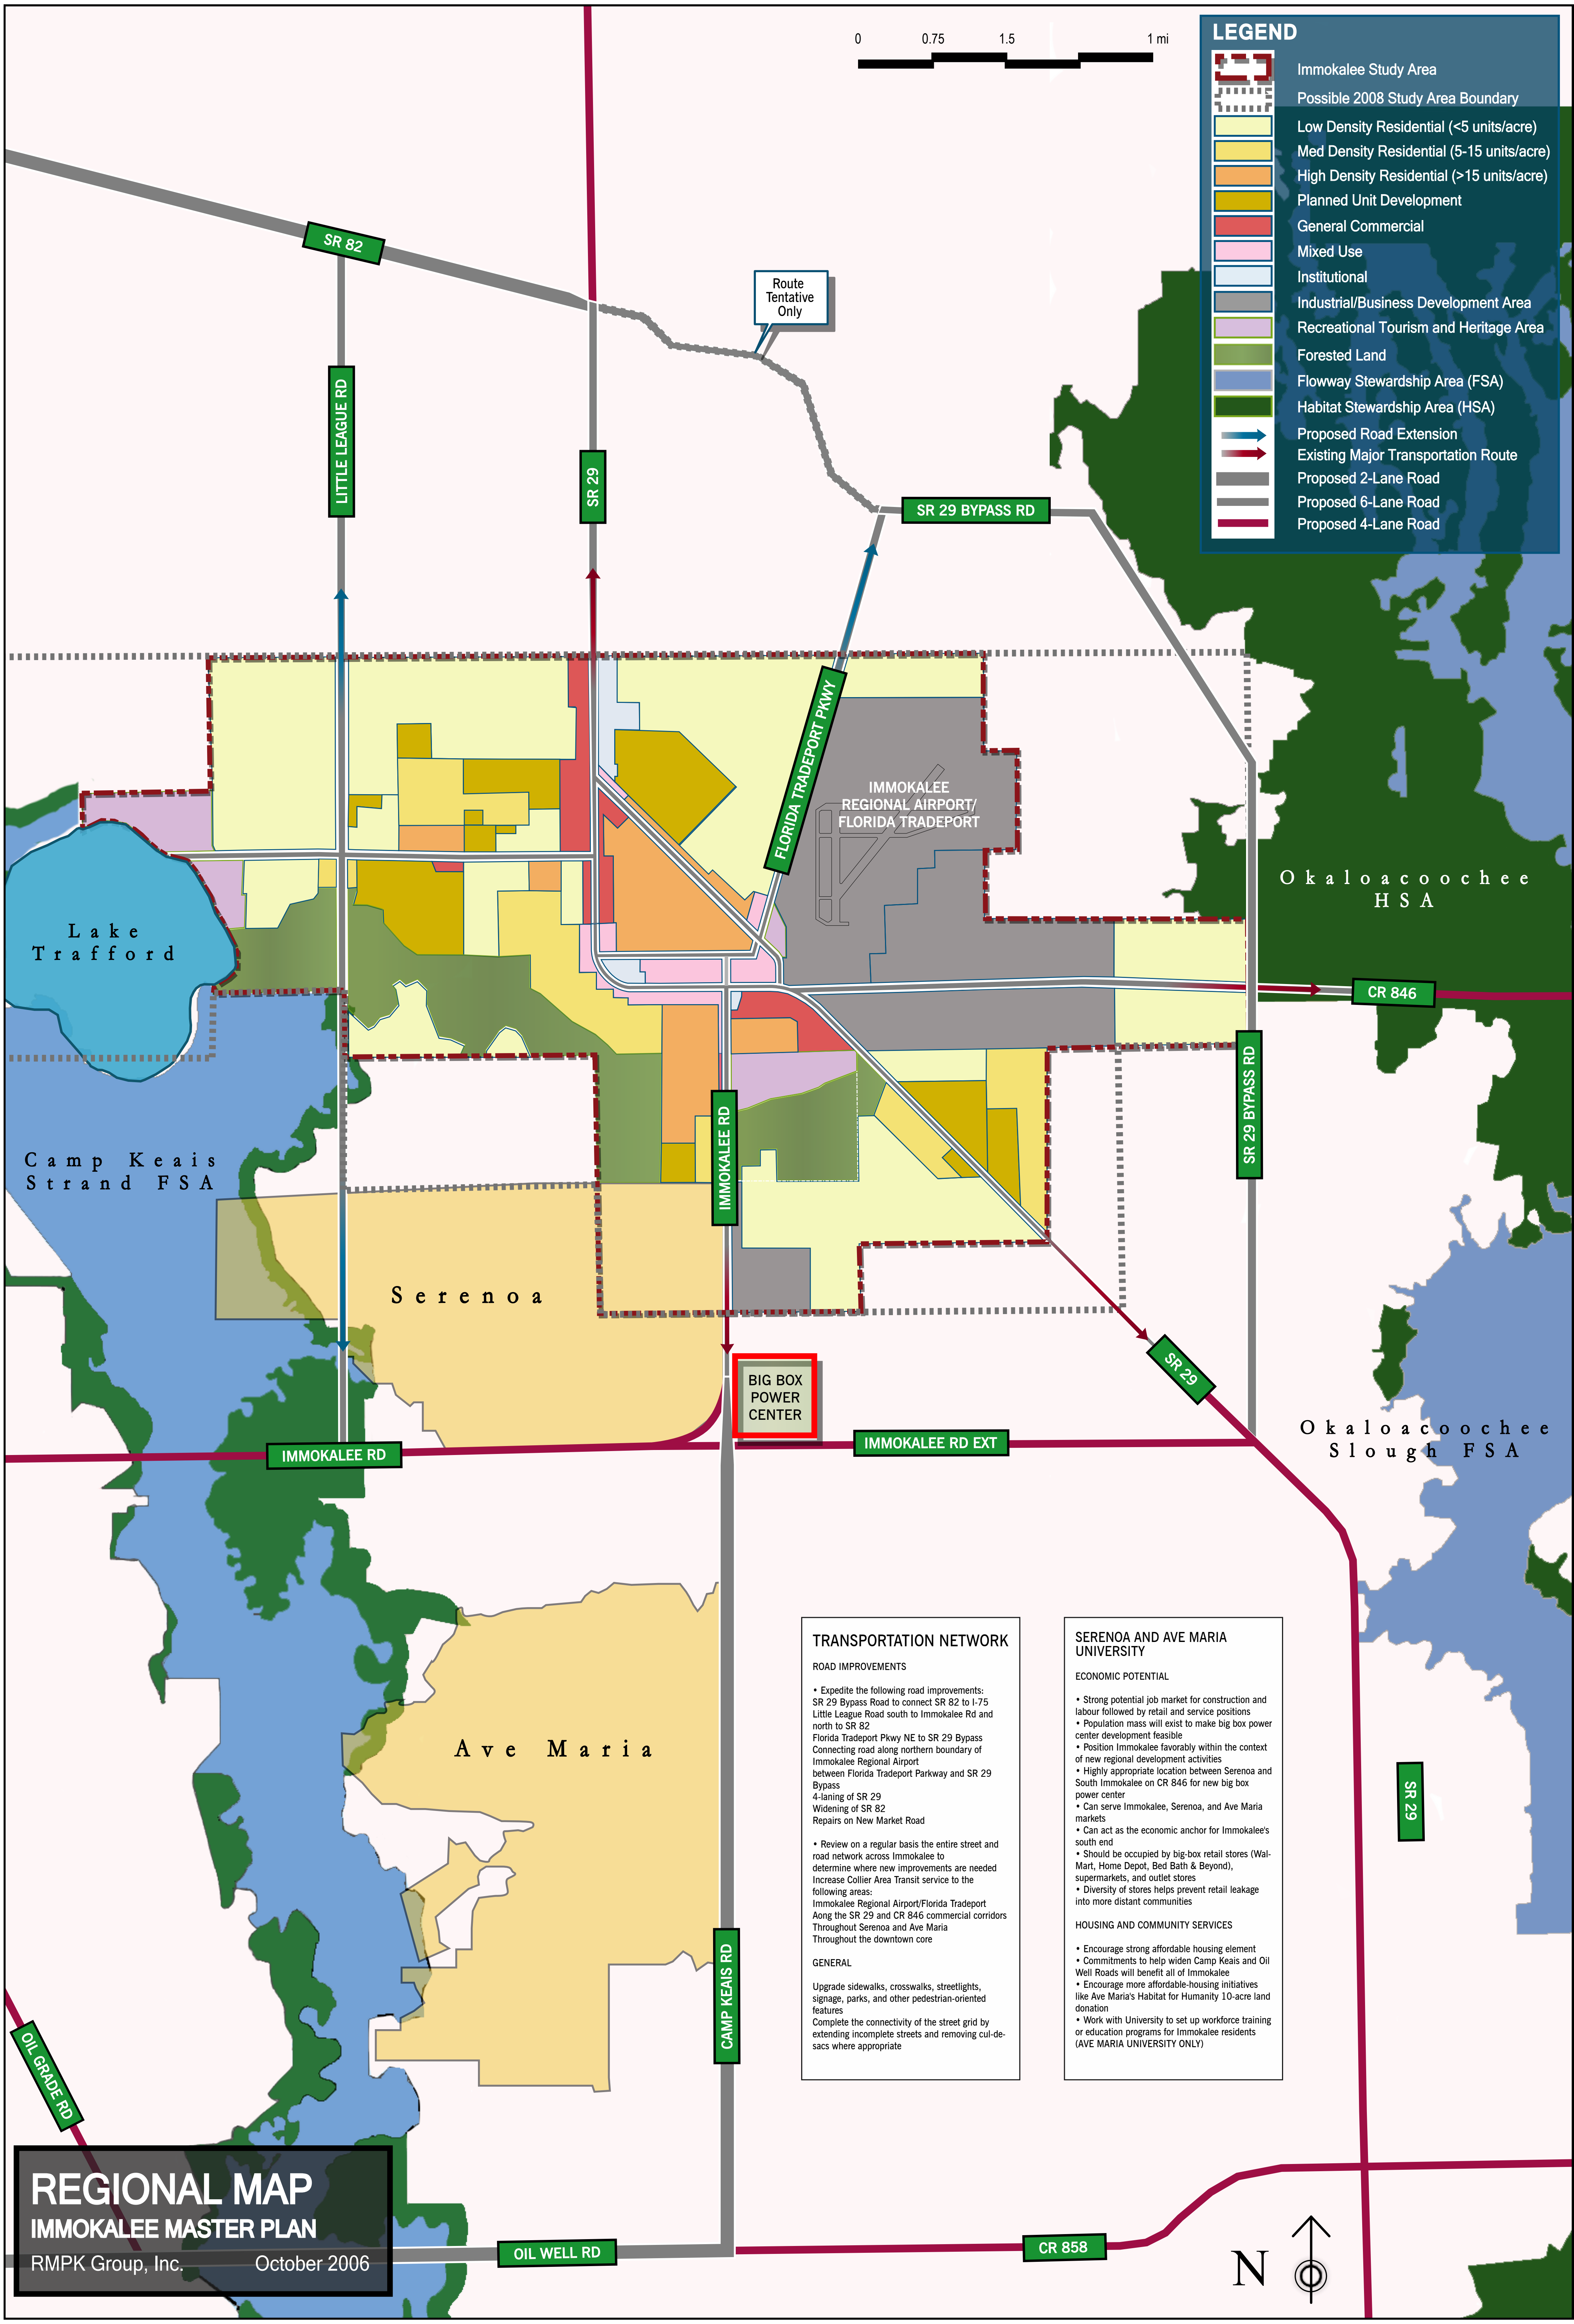 0 0.75 1.5 1 mi
LEGEND
Immokalee Study Area
Possible 2008 Study Area Boundary
Low Density Residential (<5 units/acre)
Med Density Residential (5-15 units/acre)
High Density Residential (>15 units/acre)
Planned Unit Development
General Commercial
Mixed Use
Institutional
Industrial/Business Development Area
Recreational Tourism and Heritage Area
Forested Land
Flowway Stewardship Area (FSA)
Habitat Stewardship Area (HSA)
Proposed Road Extension
Existing Major Transportation Route
Proposed 2-Lane Road
Proposed 6-Lane Road
Proposed 4-Lane Road
SR 82
Route
Tentative
Only
LITTLE LEAGUE RD
SR 29
SR 29 BYPASS RD
FLORIDA TRADEPORT PKWY
IMMOKALEE
REGIONAL AIRPORT/
FLORIDA TRADEPORT
Okaloacoochee
HSA
Lake
Trafford
CR 846
SR 29 BYPASS RD
IMMOKALEE RD
Camp Keais
Strand FSA
Serenoa
SR 29
BIG BOX
POWER
CENTER
IMMOKALEE RD
IMMOKALEE RD EXT
Okaloacoochee
Slough FSA
Ave Maria
TRANSPORTATION NETWORK
ROAD IMPROVEMENTS
• Expedite the following road improvements:
SR 29 Bypass Road to connect SR 82 to I-75
Little League Road south to Immokalee Rd and
north to SR 82
Florida Tradeport Pkwy NE to SR 29 Bypass
Connecting road along northern boundary of
Immokalee Regional Airport
between Florida Tradeport Parkway and SR 29
Bypass
4-laning of SR 29
Widening of SR 82
Repairs on New Market Road
• Review on a regular basis the entire street and
road network across Immokalee to
determine where new improvements are needed
Increase Collier Area Transit service to the
following areas:
Immokalee Regional Airport/Florida Tradeport
Aong the SR 29 and CR 846 commercial corridors
Throughout Serenoa and Ave Maria
Throughout the downtown core
GENERAL
Upgrade sidewalks, crosswalks, streetlights,
signage, parks, and other pedestrian-oriented
features
Complete the connectivity of the street grid by
extending incomplete streets and removing cul-de-
sacs where appropriate
SERENOA AND AVE MARIA
UNIVERSITY
ECONOMIC POTENTIAL
• Strong potential job market for construction and
labour followed by retail and service positions
• Population mass will exist to make big box power
center development feasible
• Position Immokalee favorably within the context
of new regional development activities
• Highly appropriate location between Serenoa and
South Immokalee on CR 846 for new big box
power center
• Can serve Immokalee, Serenoa, and Ave Maria
markets
• Can act as the economic anchor for Immokalee's
south end
• Should be occupied by big-box retail stores (Wal-
Mart, Home Depot, Bed Bath & Beyond),
supermarkets, and outlet stores
• Diversity of stores helps prevent retail leakage
into more distant communities
HOUSING AND COMMUNITY SERVICES
• Encourage strong affordable housing element
• Commitments to help widen Camp Keais and Oil
Well Roads will benefit all of Immokalee
• Encourage more affordable-housing initiatives
like Ave Maria's Habitat for Humanity 10-acre land
donation
• Work with University to set up workforce training
or education programs for Immokalee residents
(AVE MARIA UNIVERSITY ONLY)
SR 29
CAMP KEAIS RD
OIL GRADE RD
REGIONAL MAP
IMMOKALEE MASTER PLAN
RMPK Group, Inc. October 2006
OIL WELL RD
CR 858
N